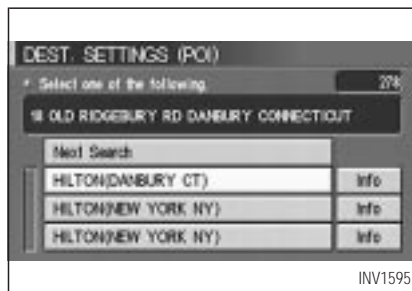 DEST. SETTINGS (POI)
Select one of the following. 278
18 OLD RIDGEBURY RD DANBURY CONNECTICUT
Next Search
HILTON(DANBURY CT) Info
HILTON(NEW YORK NY) Info
HILTON(NEW YORK NY) Info
INV1595